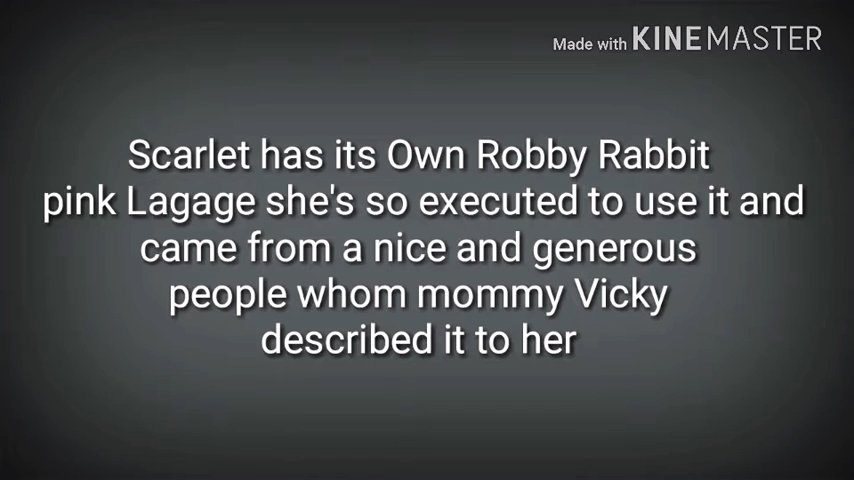 Made with KINEMASTER
Scarlet has its Own Robby Rabbit
pink Lagage she's so executed to use it and
came from a nice and generous
people whom mommy Vicky
described it to her